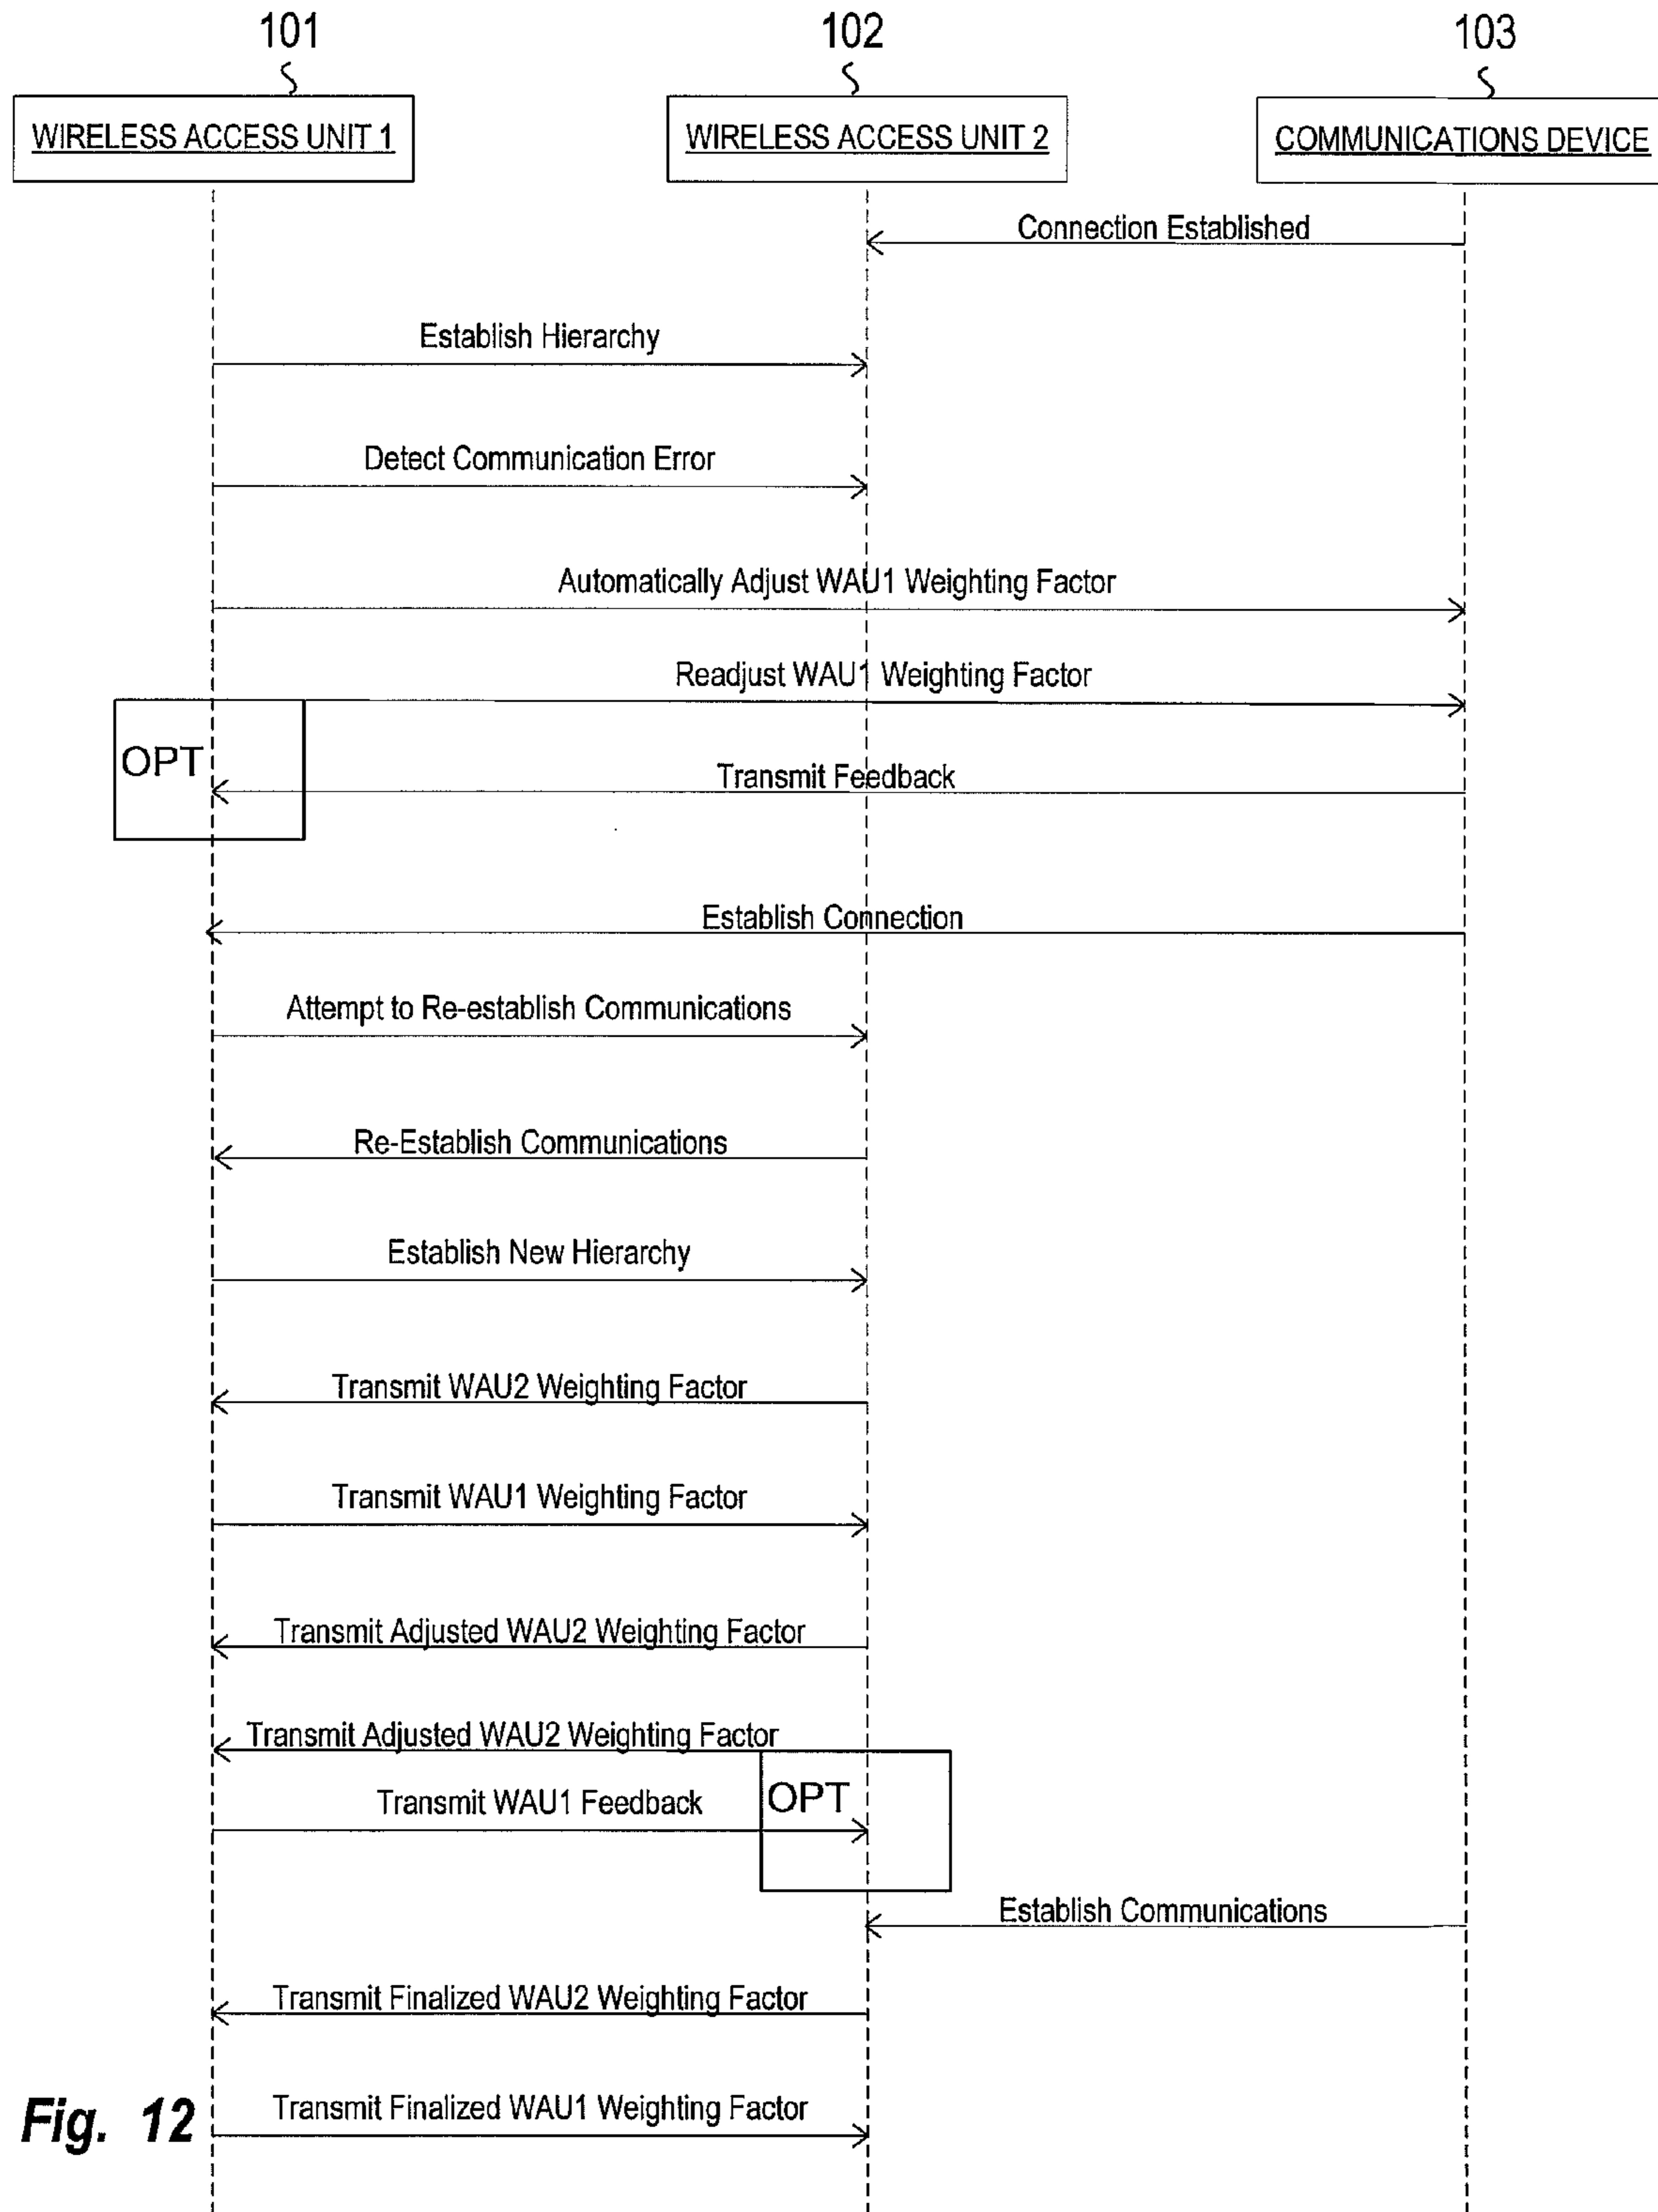 101
102
103
WIRELESS ACCESS UNIT 1
WIRELESS ACCESS UNIT 2
COMMUNICATIONS DEVICE
Connection Established
Establish Hierarchy
Detect Communication Error
Automatically Adjust WAU1 Weighting Factor
Readjust WAU1 Weighting Factor
OPT
Transmit Feedback
Establish Connection
Attempt to Re-establish Communications
Re-Establish Communications
Establish New Hierarchy
Transmit WAU2 Weighting Factor
Transmit WAU1 Weighting Factor
Transmit Adjusted WAU2 Weighting Factor
Transmit Adjusted WAU2 Weighting Factor
OPT
Transmit WAU1 Feedback
Establish Communications
Transmit Finalized WAU2 Weighting Factor
Transmit Finalized WAU1 Weighting Factor
Fig. 12